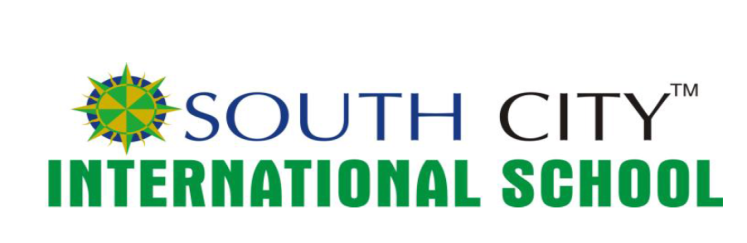 SOUTH CITY™
INTERNATIONAL SCHOOL